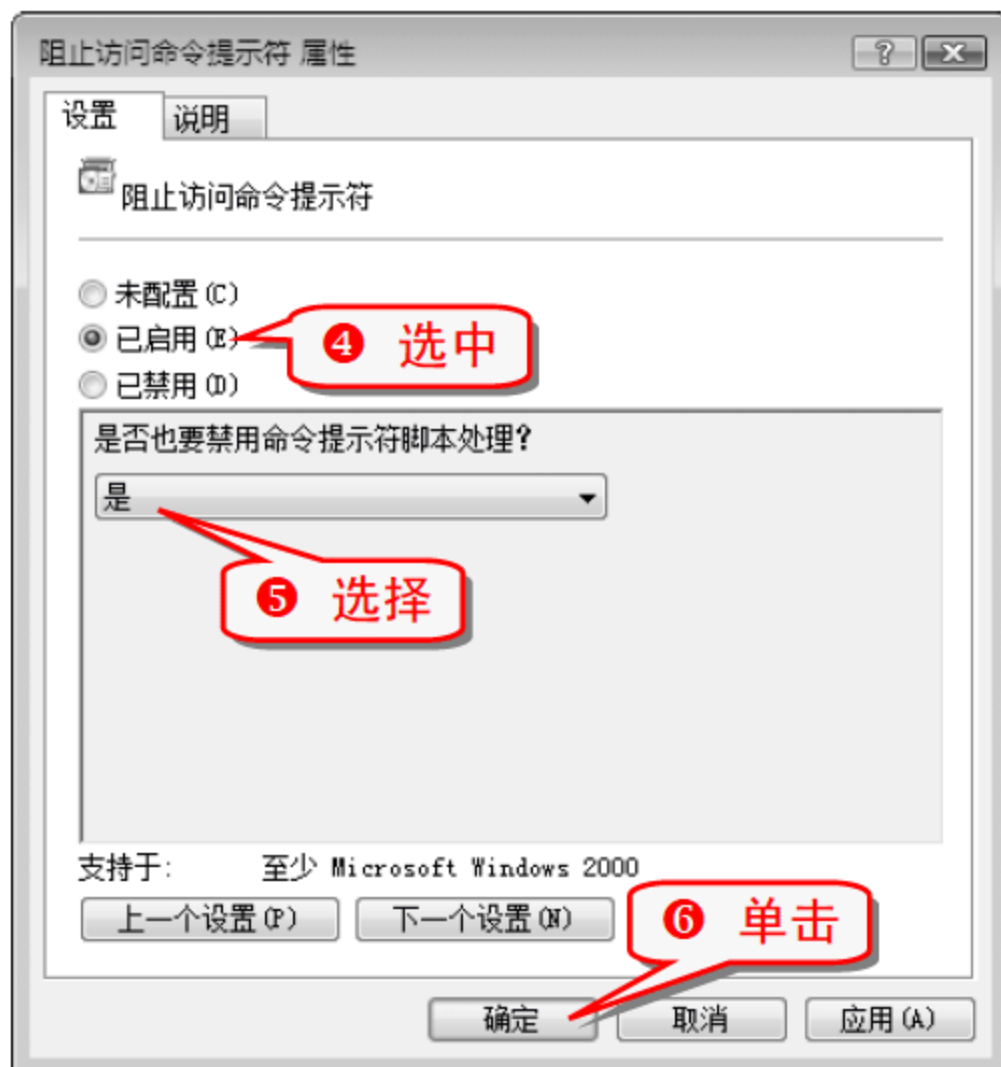 阻止访问命令提示符 属性
设置 说明
阻止访问命令提示符
未配置(C)
已启用(E)
❹ 选中
已禁用(D)
是否也要禁用命令提示符脚本处理?
是
❺ 选择
支持于: 至少 Microsoft Windows 2000
上一个设置(P) 下一个设置(N)
❻ 单击
确定 取消 应用(A)